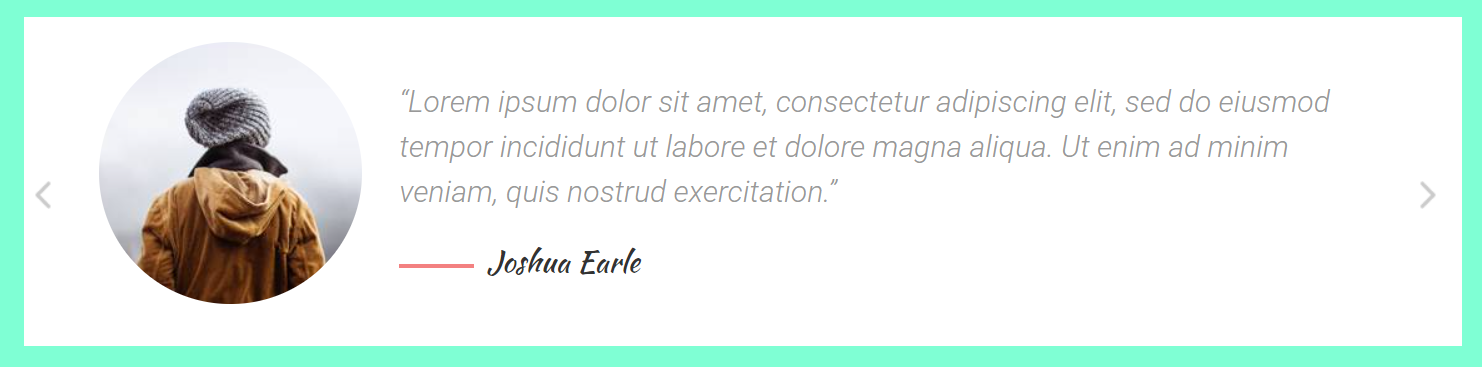 “Lorem ipsum dolor sit amet, consectetur adipiscing elit, sed do eiusmod
tempor incididunt ut labore et dolore magna aliqua. Ut enim ad minim
veniam, quis nostrud exercitation.”
Joshua Earle